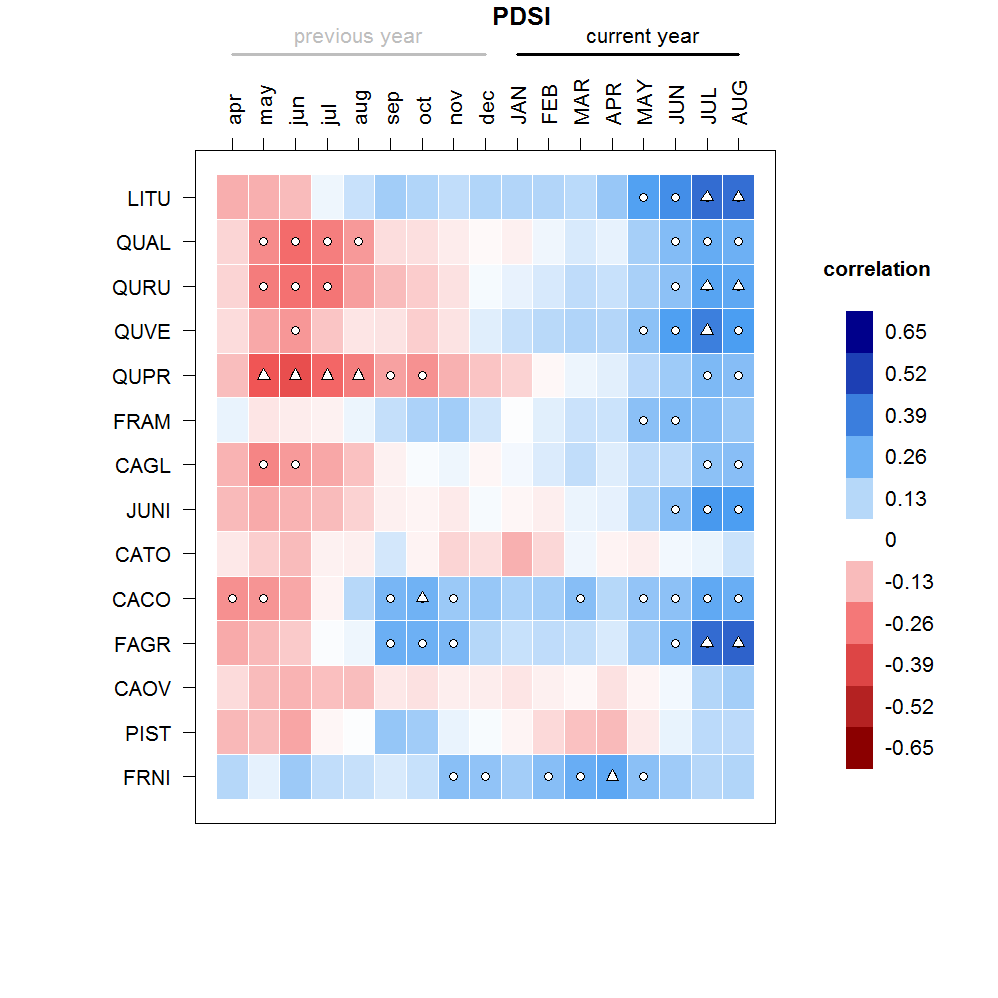 PDSI
previous year current year
apr may jun jul aug sep oct nov dec JAN FEB MAR APR MAY JUN JUL AUG
LITU
QUAL
QURU
QUVE
QUPR
FRAM
CAGL
JUNI
CATO
CACO
FAGR
CAOV
PIST
FRNI
correlation
0.65
0.52
0.39
0.26
0.13
0
-0.13
-0.26
-0.39
-0.52
-0.65